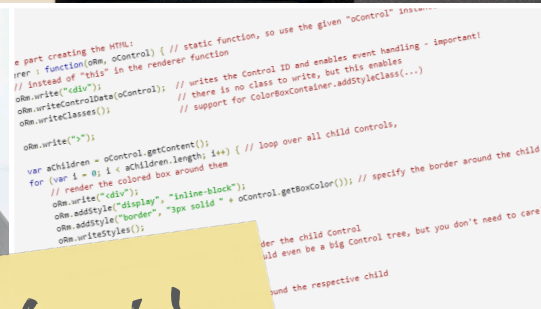 e part creating the HTML:
rer : function(oRm, oControl) { // static function, so use the given "oControl"
// instead of "this" in the renderer function
oRm.write("<div");
oRm.writeControlData(oControl); // writes the Control ID and enables event handling - important!
oRm.writeClasses(); // there is no class to write, but this enables
// support for ColorBoxContainer.addStyleClass(...)
oRm.write(">");
var aChildren = oControl.getContent();
for (var i = 0; i < aChildren.length; i++) { // loop over all child Controls,
// render the colored box around them
oRm.write("<div");
oRm.addStyle("display", "inline-block");
oRm.addStyle("border", "3px solid " + oControl.getBoxColor()); // specify the border around the child
oRm.writeStyles();
der the child Control
uld even be a big Control tree, but you don't need to care
ound the respective child